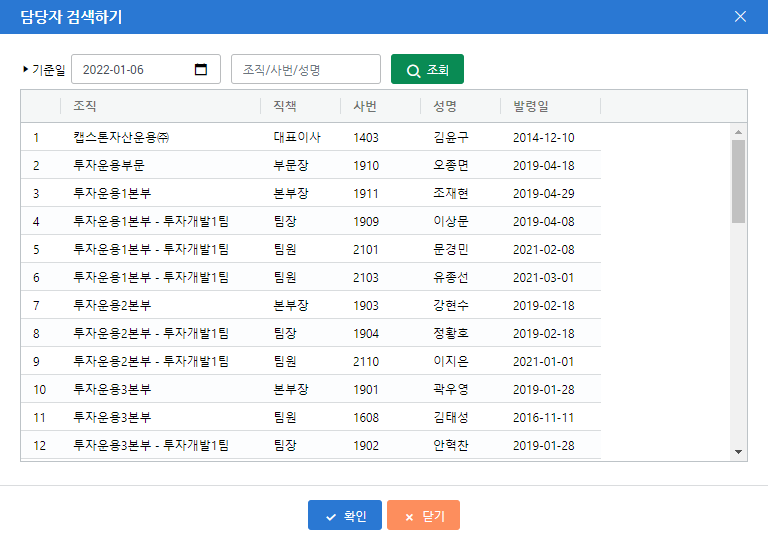 담당자 검색하기
기준일 2022-01-06 조직/사번/성명 조회
조직 직책 사번 성명 발령일
1 캡스톤자산운용㈜ 대표이사 1403 김윤구 2014-12-10
2 투자운용부문 부문장 1910 오종면 2019-04-18
3 투자운용1본부 본부장 1911 조재현 2019-04-29
4 투자운용1본부 - 투자개발1팀 팀장 1909 이상문 2019-04-08
5 투자운용1본부 - 투자개발1팀 팀원 2101 문경민 2021-02-08
6 투자운용1본부 - 투자개발1팀 팀원 2103 유종선 2021-03-01
7 투자운용2본부 본부장 1903 강현수 2019-02-18
8 투자운용2본부 - 투자개발1팀 팀장 1904 정황호 2019-02-18
9 투자운용2본부 - 투자개발1팀 팀원 2110 이지은 2021-01-01
10 투자운용3본부 본부장 1901 곽우영 2019-01-28
11 투자운용3본부 팀원 1608 김태성 2016-11-11
12 투자운용3본부 - 투자개발1팀 팀장 1902 안혁찬 2019-01-28
확인 닫기